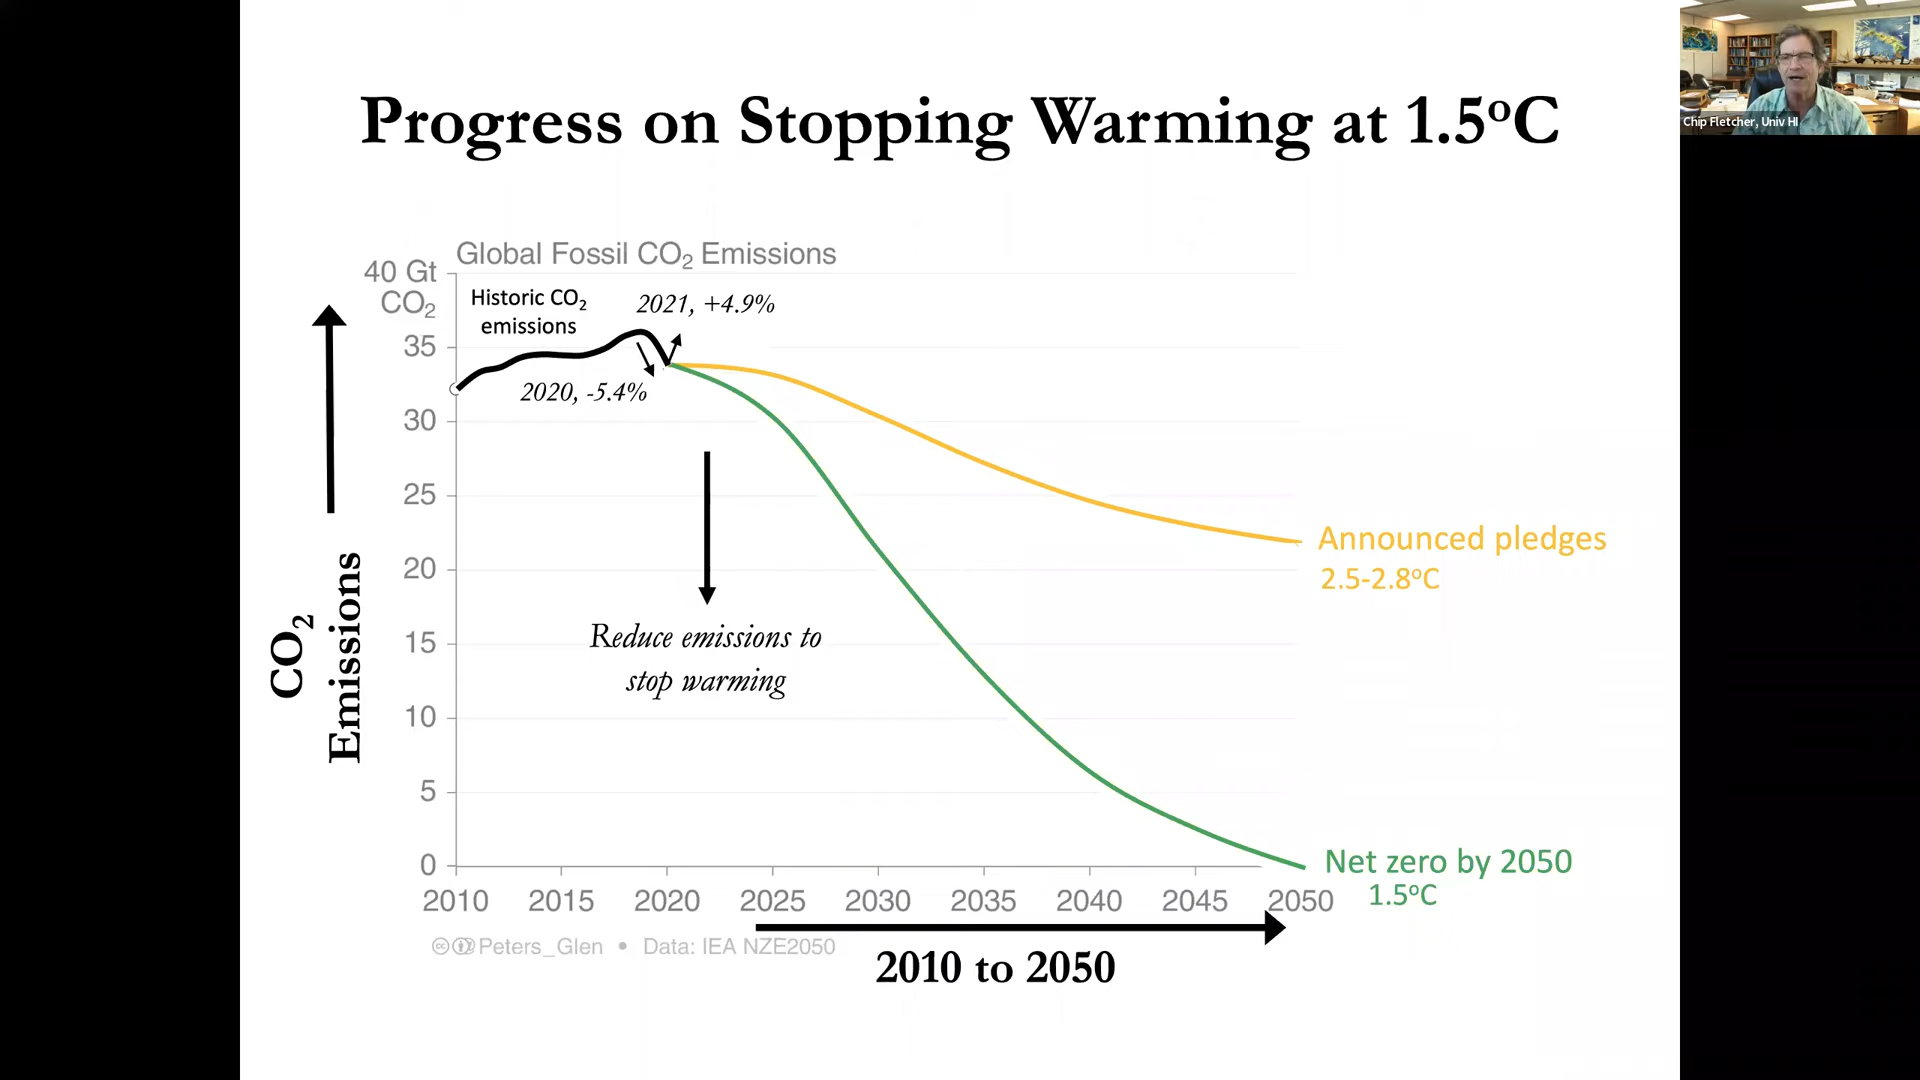 Progress on Stopping Warming at 1.5ºC
Chip Fletcher, Univ HI
Global Fossil CO₂ Emissions
40 Gt
CO₂
Historic CO₂
emissions
2021, +4.9%
35
2020, -5.4%
30
25
20
15
10
5
0
Reduce emissions to
stop warming
Announced pledges
2.5-2.8ºC
Net zero by 2050
1.5ºC
CO₂
Emissions
2010 2015 2020 2025 2030 2035 2040 2045 2050
Peters_Glen • Data: IEA NZE2050
2010 to 2050